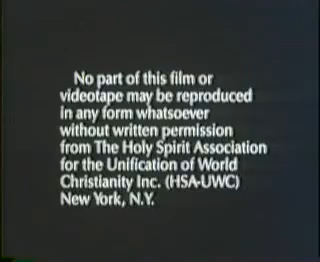 No part of this film or
videotape may be reproduced
in any form whatsoever
without written permission
from The Holy Spirit Association
for the Unification of World
Christianity Inc. (HSA-UWC)
New York, N.Y.